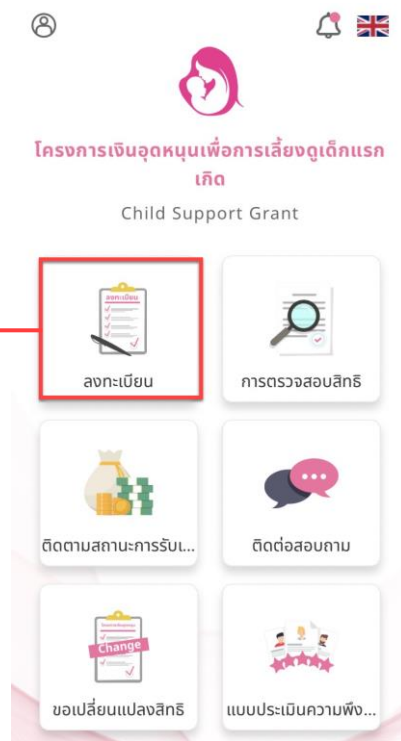 โครงการเงินอุดหนุนเพื่อการเลี้ยงดูเด็กแรก
เกิด
Child Support Grant
ลงทะเบียน
ลงทะเบียน
การตรวจสอบสิทธิ
ติดตามสถานะการรับเ...
ติดต่อสอบถาม
Change
ขอเปลี่ยนแปลงสิทธิ
แบบประเมินความพึง...